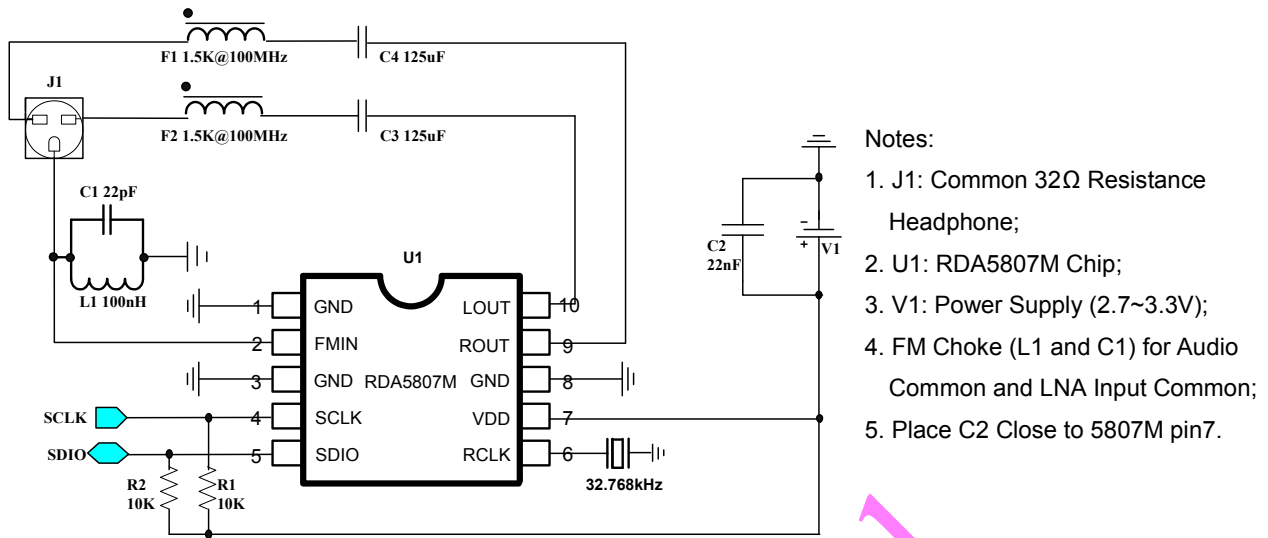 F1 1.5K@100MHz
C4 125uF
J1
F2 1.5K@100MHz
C3 125uF
C1 22pF
L1 100nH
U1
1 GND
2 FMIN
3 GND
4 SCLK
5 SDIO
RDA5807M
LOUT 10
ROUT 9
GND 8
VDD 7
RCLK 6
SCLK
SDIO
R2
10K
R1
10K
32.768kHz
C2
22nF
−
+ V1
Notes:
1. J1: Common 32Ω Resistance
Headphone;
2. U1: RDA5807M Chip;
3. V1: Power Supply (2.7~3.3V);
4. FM Choke (L1 and C1) for Audio
Common and LNA Input Common;
5. Place C2 Close to 5807M pin7.